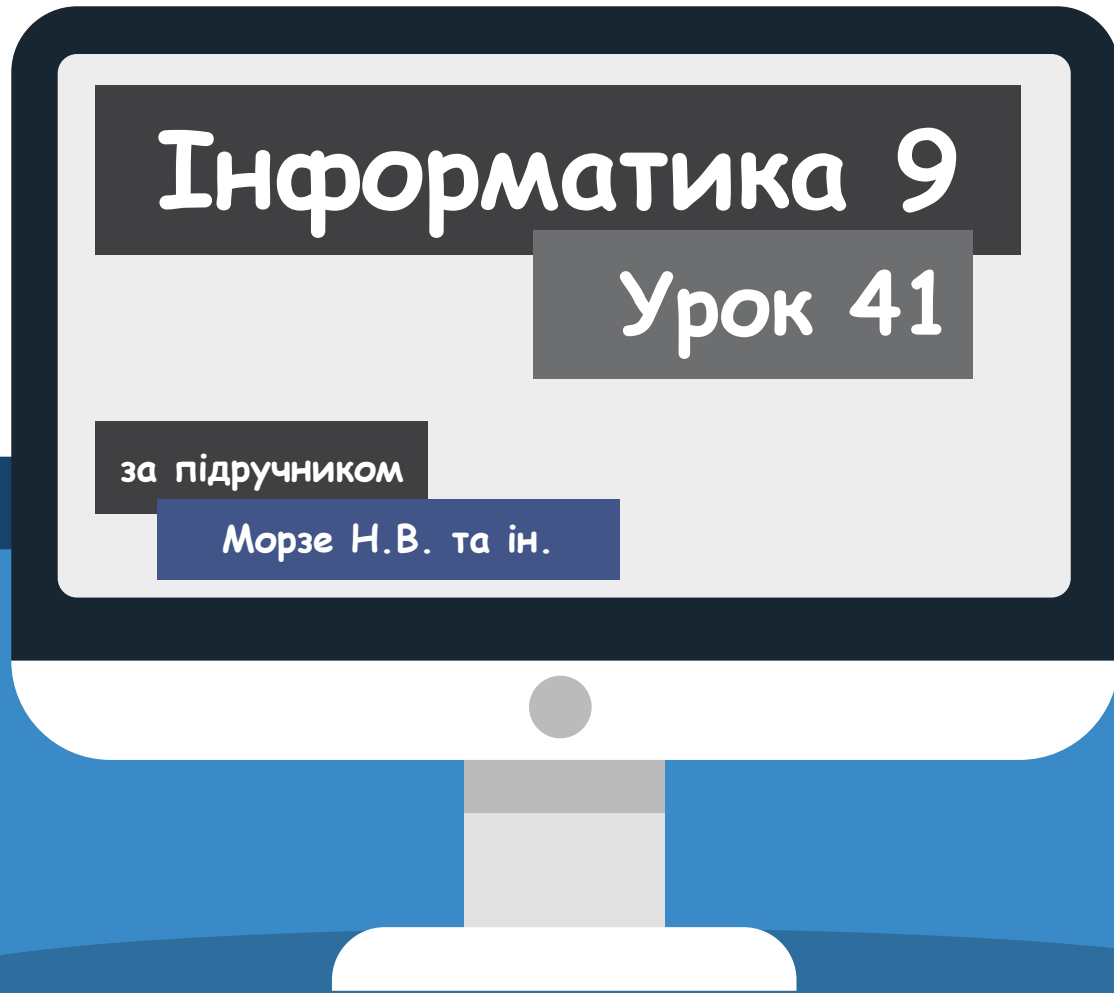 Інформатика 9
Урок 41
за підручником
Морзе Н.В. та ін.